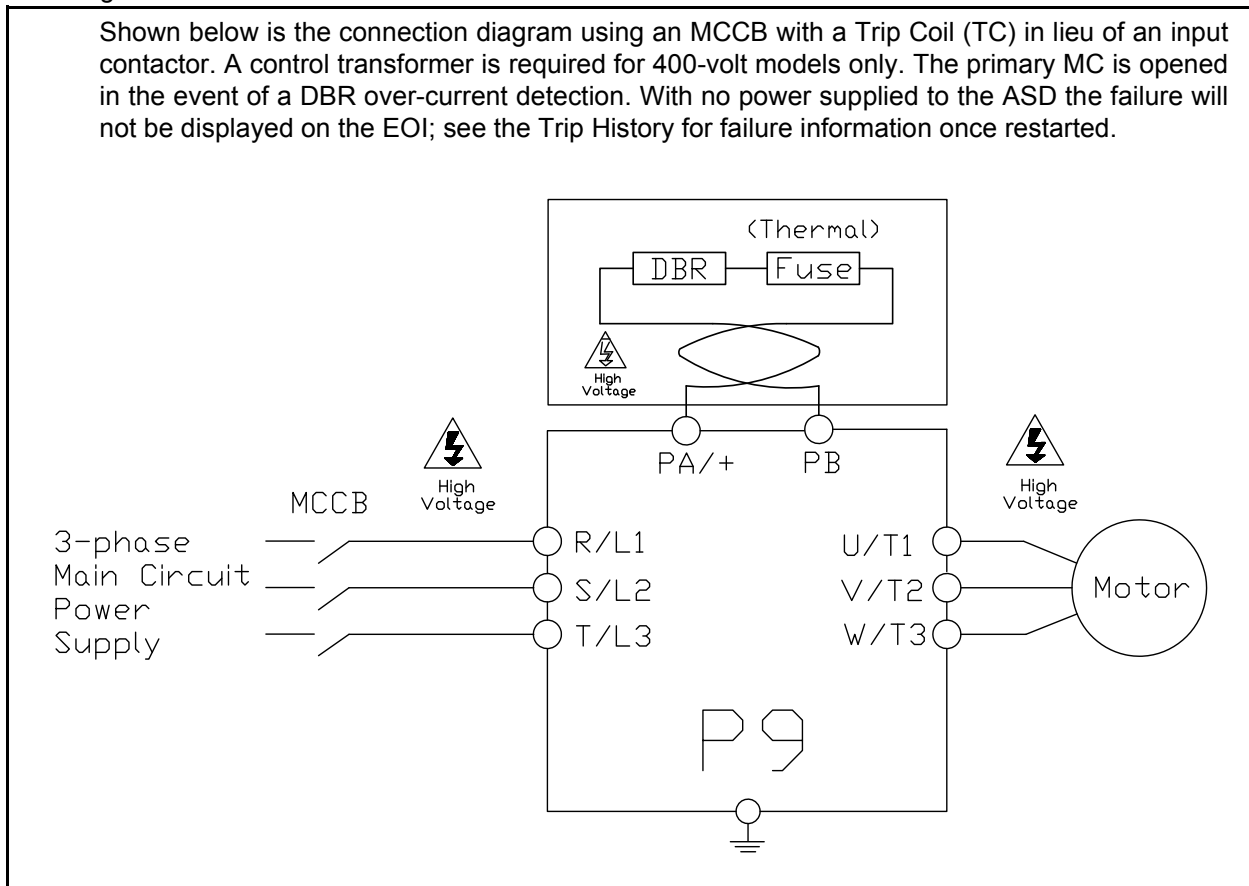 Shown below is the connection diagram using an MCCB with a Trip Coil (TC) in lieu of an input
contactor. A control transformer is required for 400-volt models only. The primary MC is opened
in the event of a DBR over-current detection. With no power supplied to the ASD the failure will
not be displayed on the EOI; see the Trip History for failure information once restarted.
(Thermal)
DBR
Fuse
High
Voltage
PA/+
PB
High
Voltage
High
Voltage
MCCB
3-phase
Main Circuit
Power
Supply
R/L1
S/L2
T/L3
U/T1
V/T2
W/T3
Motor
P9